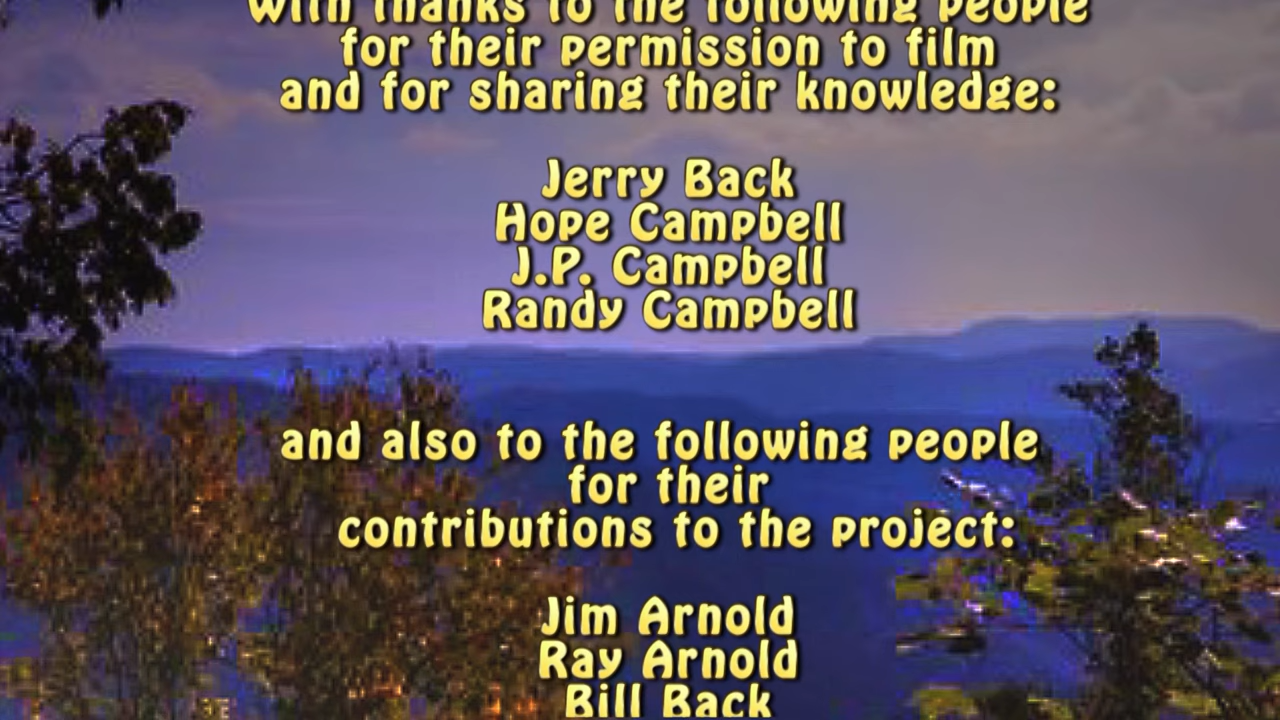 with thanks to the following people
for their permission to film
and for sharing their knowledge:
Jerry Back
Hope Campbell
J.P. Campbell
Randy Campbell
and also to the following people
for their
contributions to the project:
Jim Arnold
Ray Arnold
Bill Back